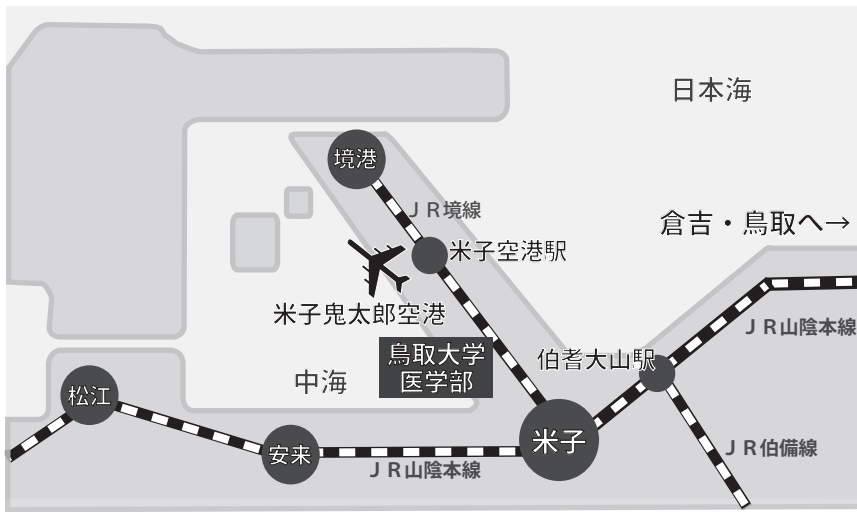 日本海
境港
ＪＲ境線
倉吉・鳥取へ→
米子空港駅
米子鬼太郎空港
ＪＲ山陰本線
鳥取大学
医学部
伯耆大山駅
中海
松江
米子
安来
ＪＲ伯備線
ＪＲ山陰本線